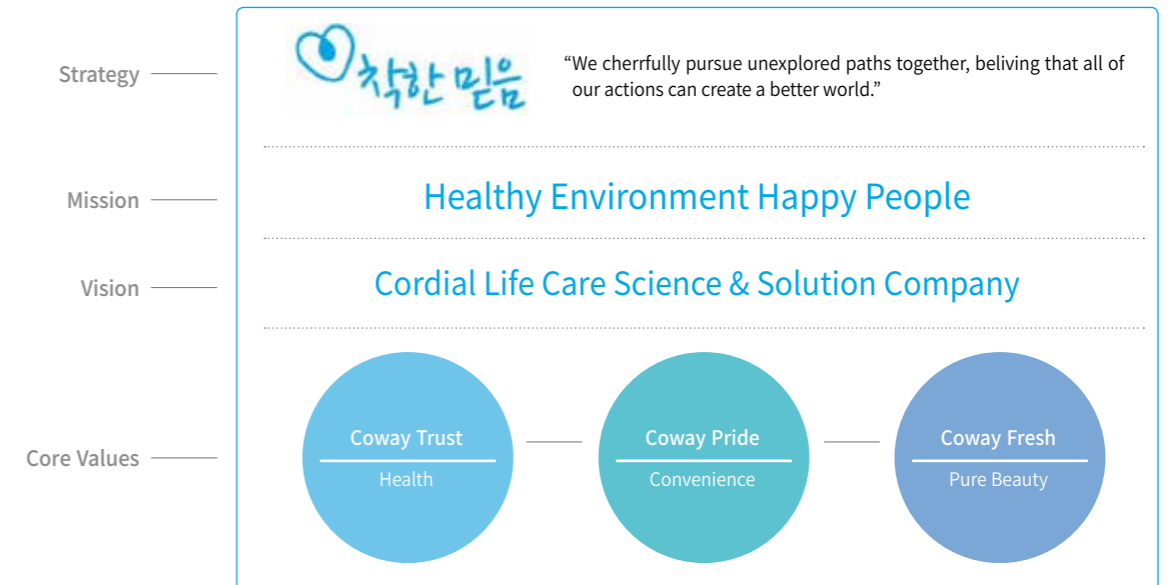 Strategy
착한 믿음
“We cherrfully pursue unexplored paths together, beliving that all of
our actions can create a better world.”
Mission
Healthy Environment Happy People
Vision
Cordial Life Care Science & Solution Company
Core Values
Coway Trust
Health
Coway Pride
Convenience
Coway Fresh
Pure Beauty